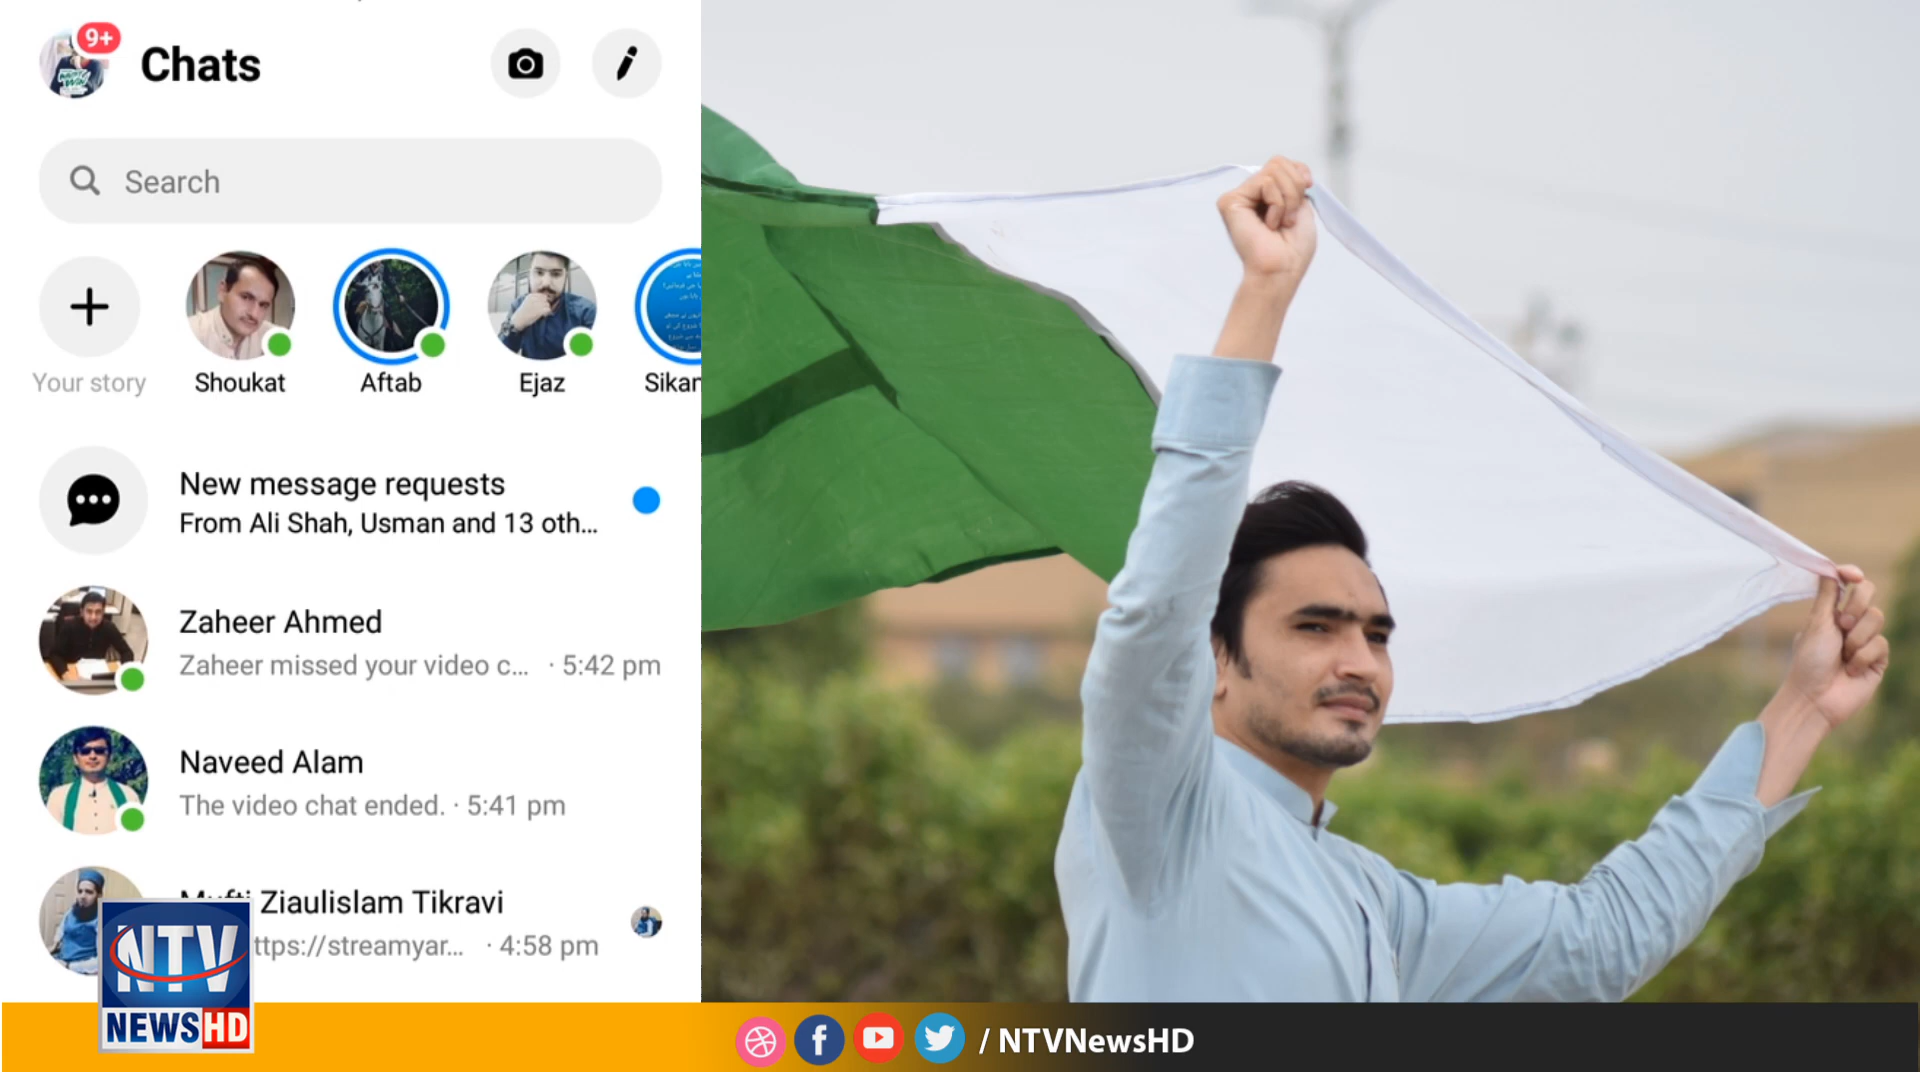 9+
Chats
Search
Your story
Shoukat
Aftab
Ejaz
Sikan
New message requests
From Ali Shah, Usman and 13 oth...
Zaheer Ahmed
Zaheer missed your video c... · 5:42 pm
Naveed Alam
The video chat ended. · 5:41 pm
Mufti Ziaulislam Tikravi
ttps://streamyar... · 4:58 pm
NTV
NEWS HD
/ NTVNewsHD